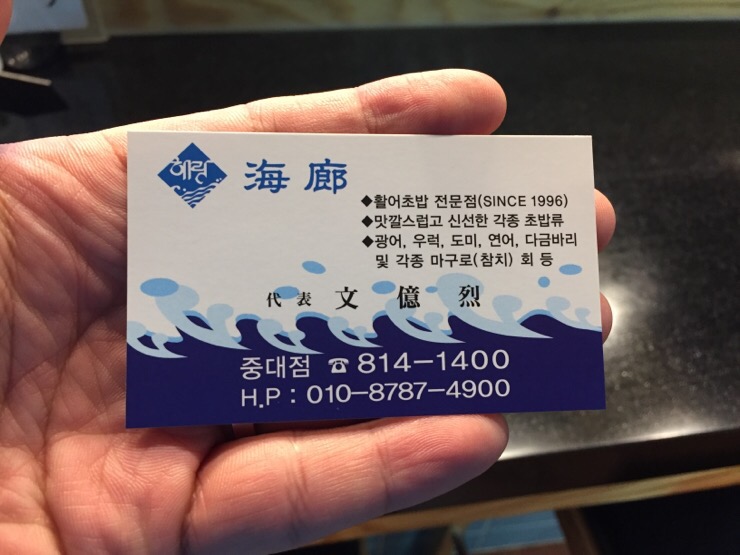 해랑
海廊
◆활어초밥 전문점(SINCE 1996)
◆맛깔스럽고 신선한 각종 초밥류
◆광어, 우럭, 도미, 연어, 다금바리
및 각종 마구로(참치) 회 등
代表 文億烈
중대점 ☎ 814-1400
H.P : 010-8787-4900